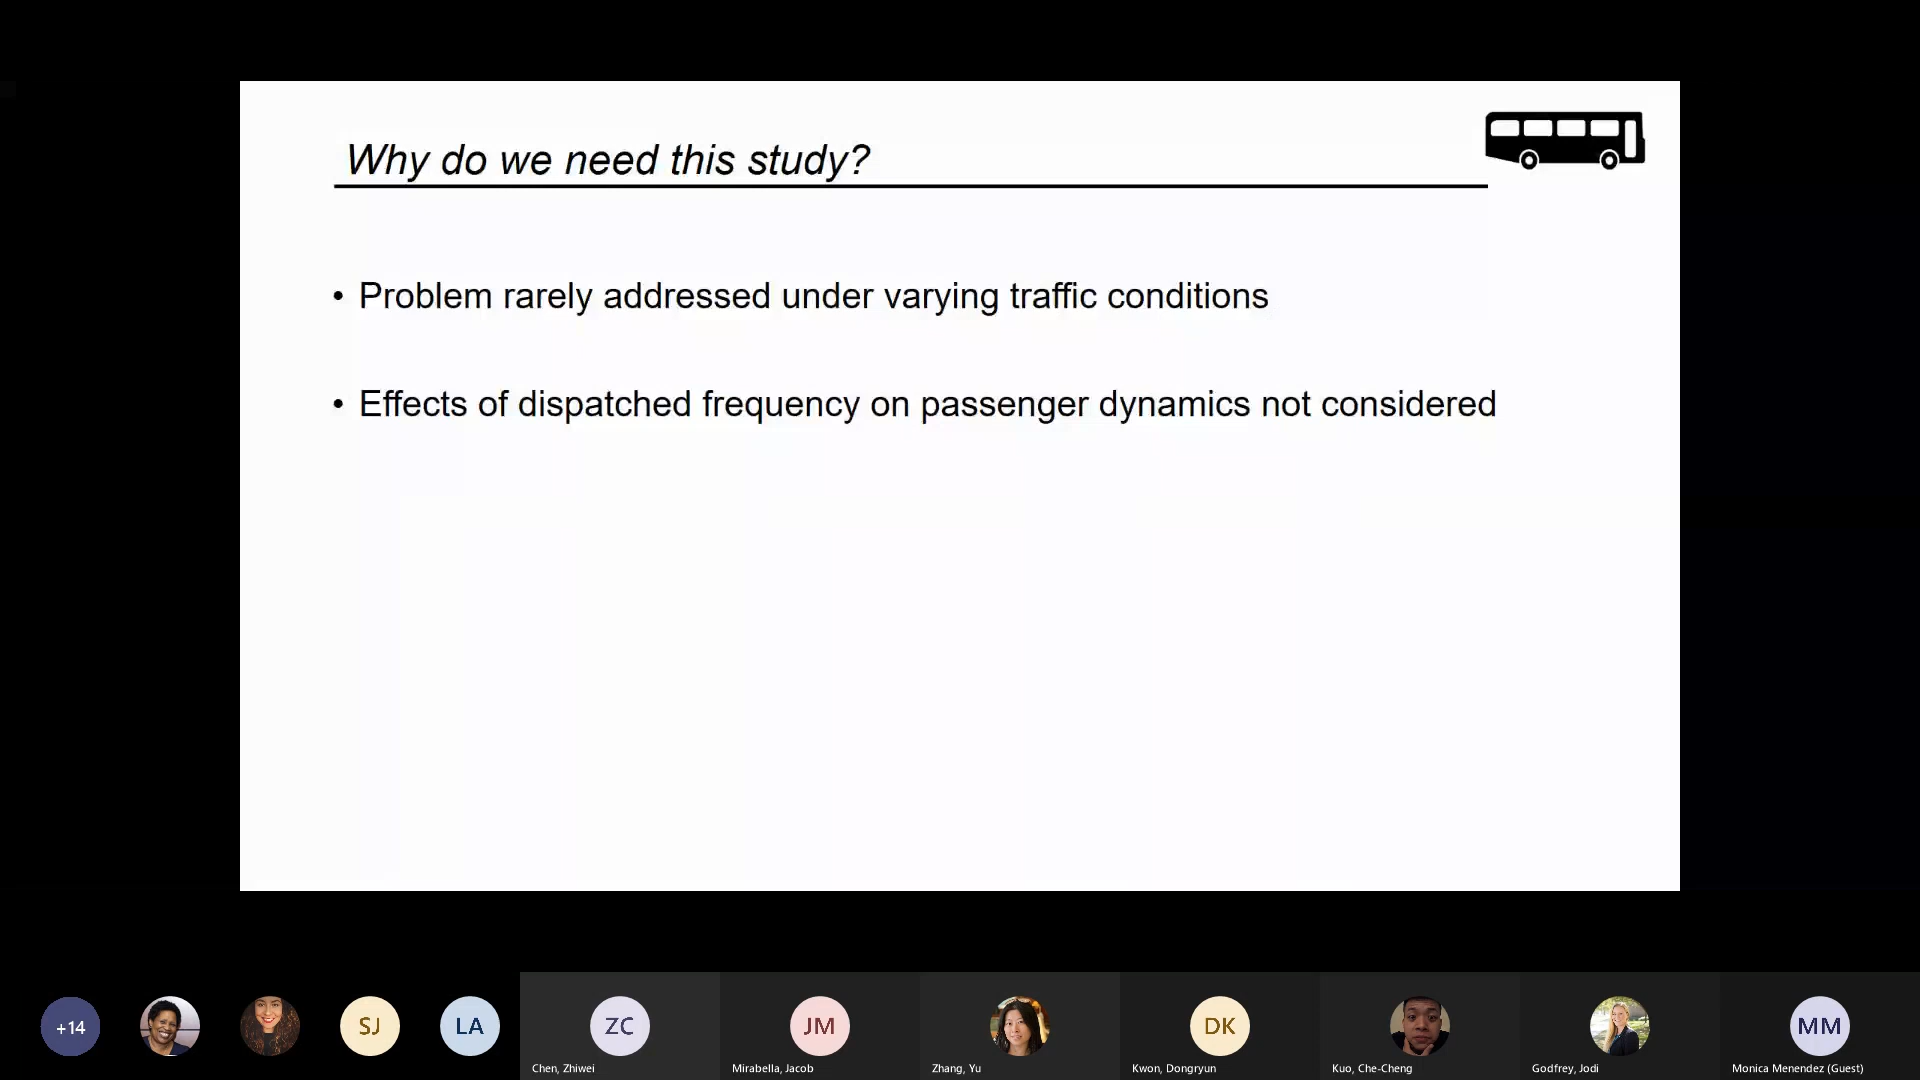 Why do we need this study?
• Problem rarely addressed under varying traffic conditions
• Effects of dispatched frequency on passenger dynamics not considered
+14
SJ
LA
ZC
JM
DK
MM
Chen, Zhiwei
Mirabella, Jacob
Zhang, Yu
Kwon, Dongryun
Kuo, Che-Cheng
Godfrey, Jodi
Monica Menendez (Guest)